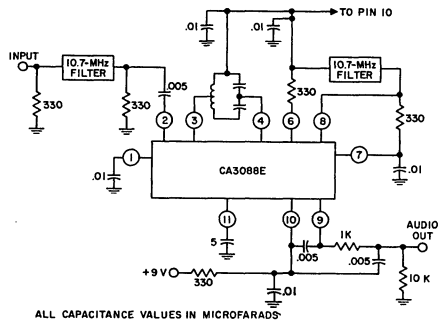 .01
.01
TO PIN 10
INPUT
10.7-MHz
FILTER
330
330
.005
330
10.7-MHz
FILTER
330
2
3
4
6
8
1
7
.01
CA3088E
.01
11
10
9
5
.005
1K
AUDIO
OUT
.005
+9 V
330
.01
10 K
ALL CAPACITANCE VALUES IN MICROFARADS